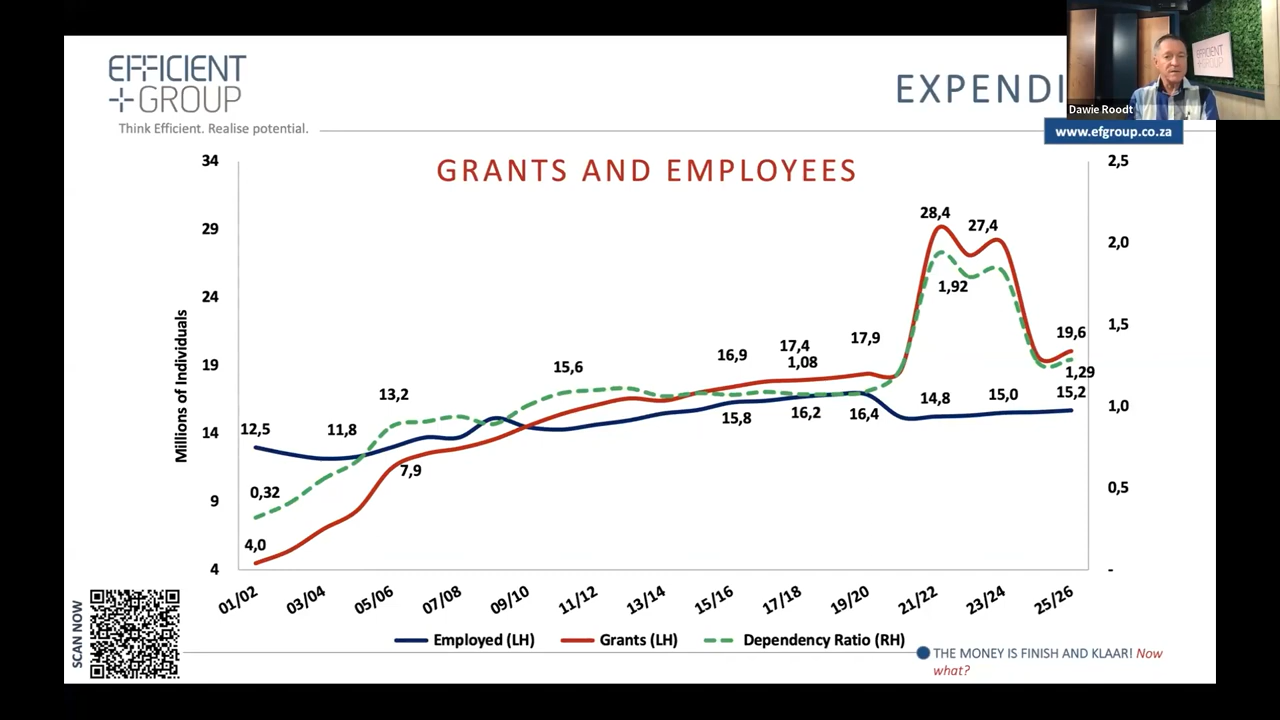 EFFICIENT
GROUP
Think Efficient. Realise potential.
EXPENDI
Dawie Roodt
EFFICIENT
GROUP
www.efgroup.co.za
GRANTS AND EMPLOYEES
Millions of Individuals
34
29
24
19
14
9
4
2,5
2,0
1,5
1,0
0,5
-
28,4
27,4
1,92
19,6
1,29
15,2
17,9
17,4
1,08
16,9
15,6
13,2
12,5
11,8
7,9
0,32
4,0
15,8
16,2
16,4
14,8
15,0
01/02 03/04 05/06 07/08 09/10 11/12 13/14 15/16 17/18 19/20 21/22 23/24 25/26
Employed (LH) Grants (LH) Dependency Ratio (RH)
SCAN NOW
THE MONEY IS FINISH AND KLAAR! Now
what?